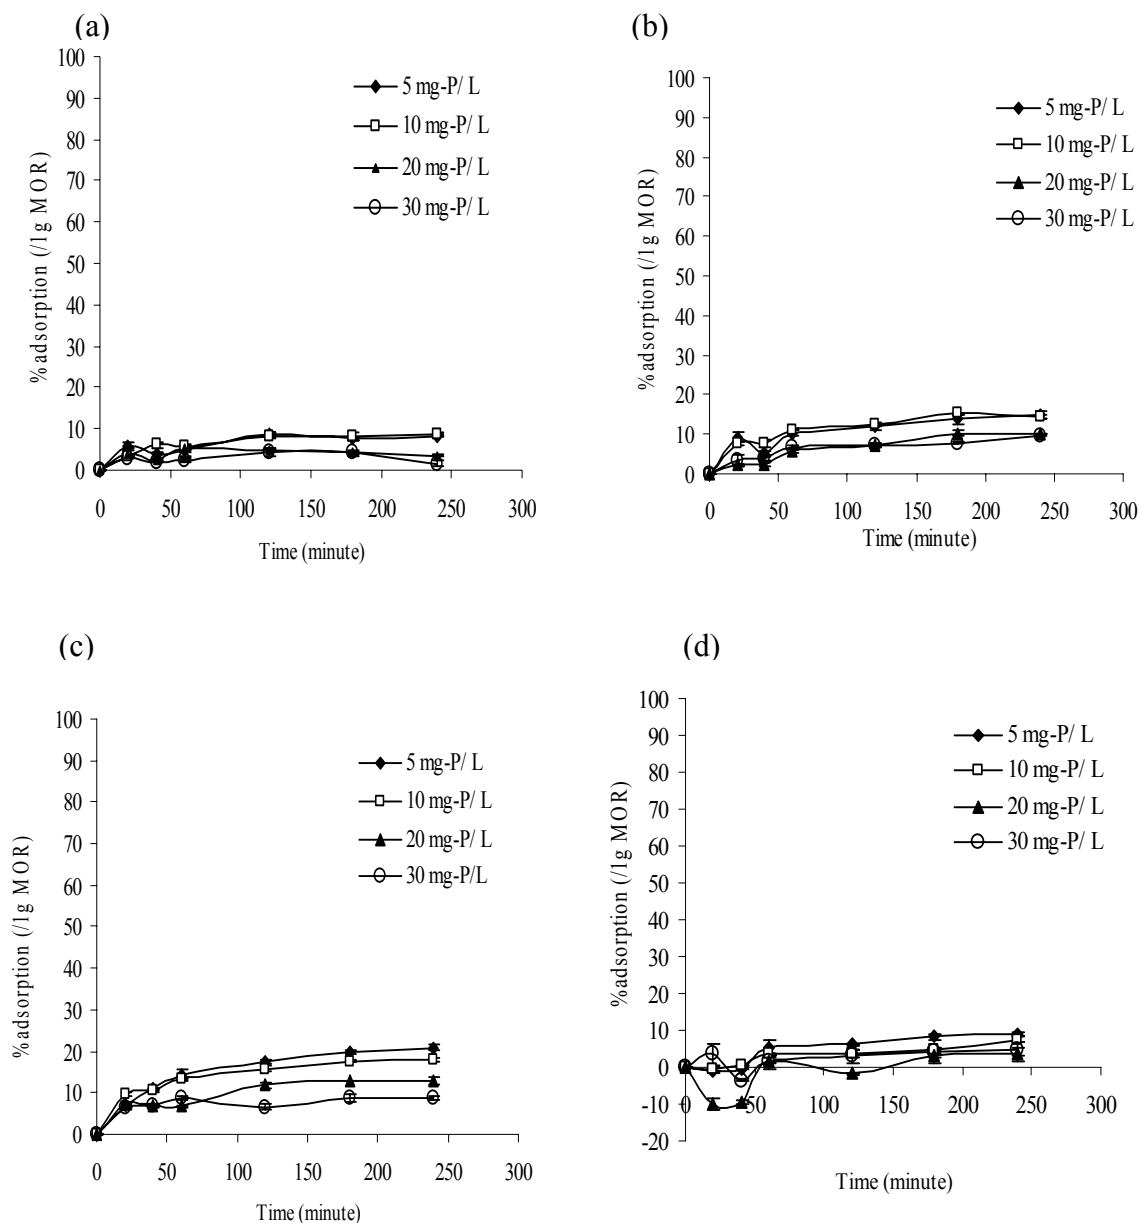 (a)
100
90
80
70
60
50
40
30
20
10
0
%adsorption (/1g MOR)
5 mg-P/ L
10 mg-P/ L
20 mg-P/ L
30 mg-P/ L
0 50 100 150 200 250 300
Time (minute)
(b)
100
90
80
70
60
50
40
30
20
10
0
%adsorption (/1g MOR)
5 mg-P/ L
10 mg-P/ L
20 mg-P/ L
30 mg-P/ L
0 50 100 150 200 250 300
Time (minute)
(c)
100
90
80
70
60
50
40
30
20
10
0
%adsorption (/1g MOR)
5 mg-P/ L
10 mg-P/ L
20 mg-P/ L
30 mg-P/L
0 50 100 150 200 250 300
Time (minute)
(d)
100
90
80
70
60
50
40
30
20
10
0
-10
-20
%adsorption (/1g MOR)
5 mg-P/ L
10 mg-P/ L
20 mg-P/ L
30 mg-P/ L
0 50 100 150 200 250 300
Time (minute)